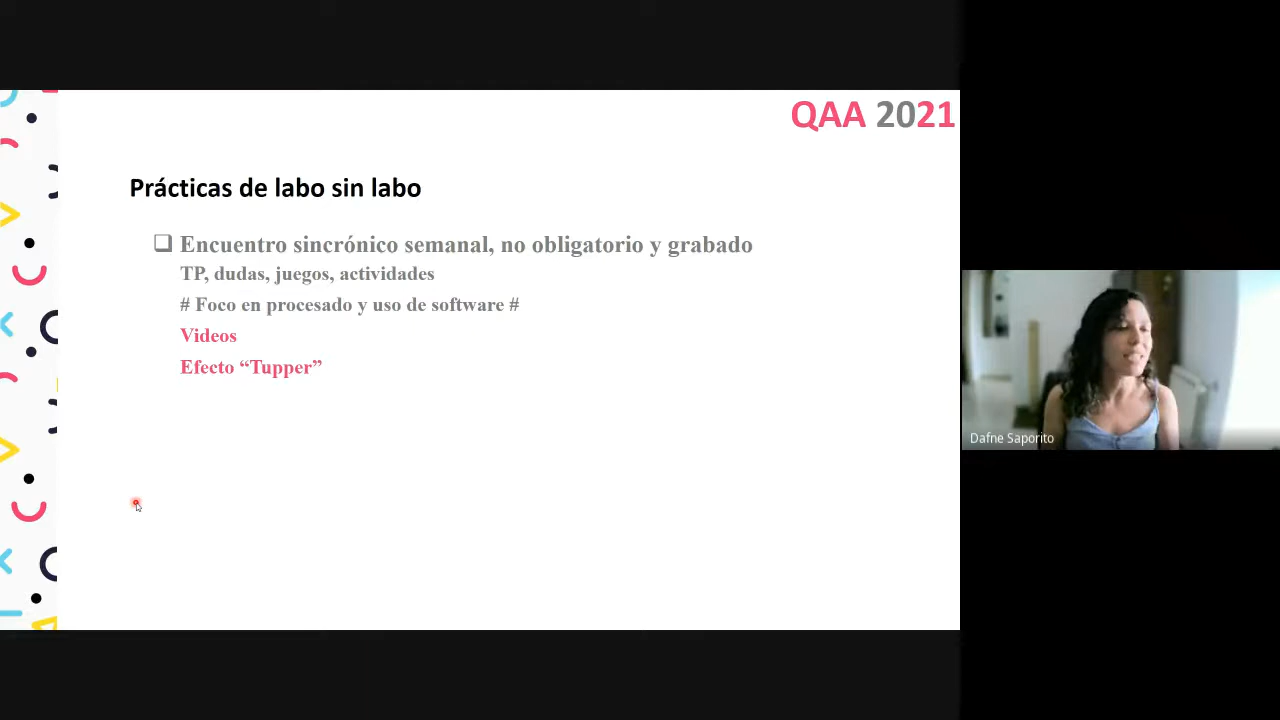 QAA 2021
Prácticas de labo sin labo
❑ Encuentro sincrónico semanal, no obligatorio y grabado
TP, dudas, juegos, actividades
# Foco en procesado y uso de software #
Videos
Efecto “Tupper”
Dafne Saporito